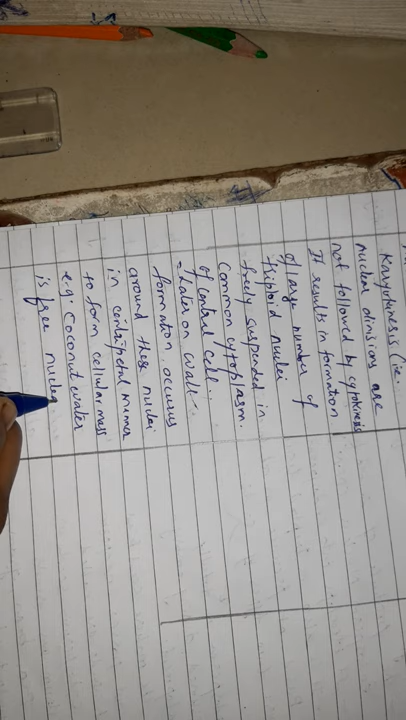 Karyokinesis (i.e.
nuclear divisions are
not followed by cytokinesis
It results in formation
of large number of
triploid nuclei
freely suspended in
common cytoplasm.
of central cell.
Later on wall-
formation occurs
around these nuclei
in centripetal manner
to form cellular mass
e.g. Coconut water
is free nuclea